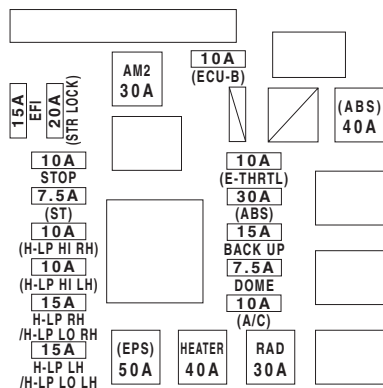 10A
(ECU-B)
AM2
30A
15A
EFI
20A
(STR LOCK)
(ABS)
40A
10A
STOP
7.5A
(ST)
10A
(H-LP HI RH)
10A
(H-LP HI LH)
15A
H-LP RH
/H-LP LO RH
15A
H-LP LH
/H-LP LO LH
10A
(E-THRTL)
30A
(ABS)
15A
BACK UP
7.5A
DOME
10A
(A/C)
(EPS)
50A
HEATER
40A
RAD
30A